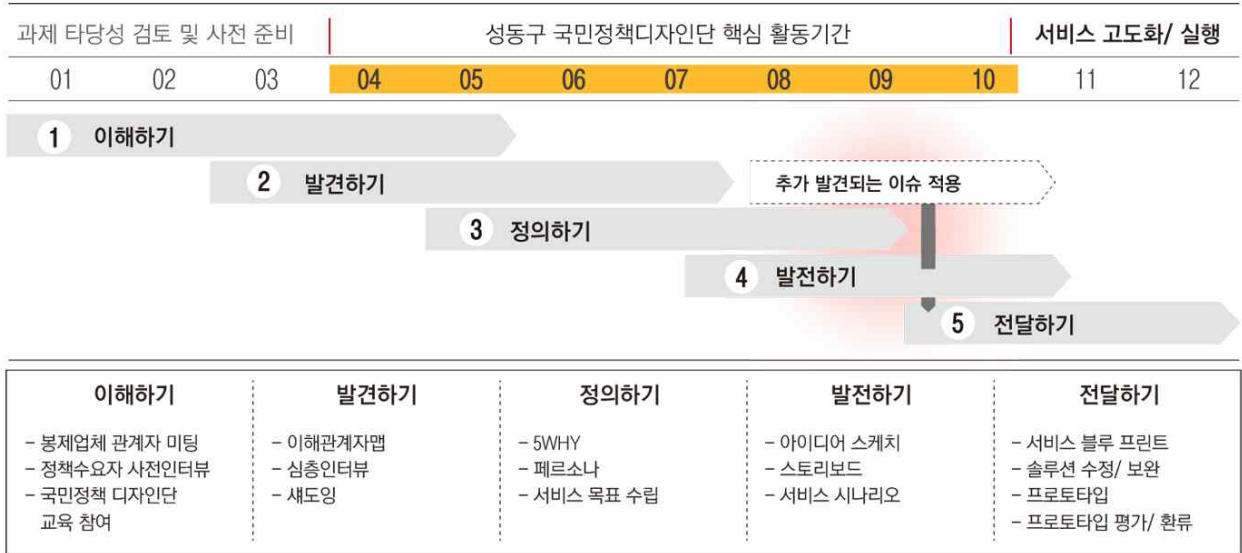 과제 타당성 검토 및 사전 준비
성동구 국민정책디자인단 핵심 활동기간
서비스 고도화/ 실행
01 02 03 04 05 06 07 08 09 10 11 12
1 이해하기
2 발견하기
추가 발견되는 이슈 적용
3 정의하기
4 발전하기
5 전달하기
이해하기
- 봉제업체 관계자 미팅
- 정책수요자 사전인터뷰
- 국민정책 디자인단
교육 참여
발견하기
- 이해관계자맵
- 심층인터뷰
- 섀도잉
정의하기
- 5WHY
- 페르소나
- 서비스 목표 수립
발전하기
- 아이디어 스케치
- 스토리보드
- 서비스 시나리오
전달하기
- 서비스 블루 프린트
- 솔루션 수정/ 보완
- 프로토타입
- 프로토타입 평가/ 환류